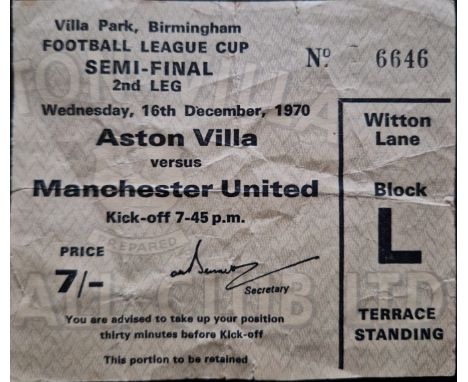 Villa Park, Birmingham
FOOTBALL LEAGUE CUP
SEMI-FINAL
2nd LEG
Nº 6646
Wednesday, 16th December, 1970
Aston Villa
versus
Manchester United
Kick-off 7-45 p.m.
PRICE
7/-
Secretary
You are advised to take up your position
thirty minutes before Kick-off
This portion to be retained
Witton
Lane
Block
L
TERRACE
STANDING
PREPARED